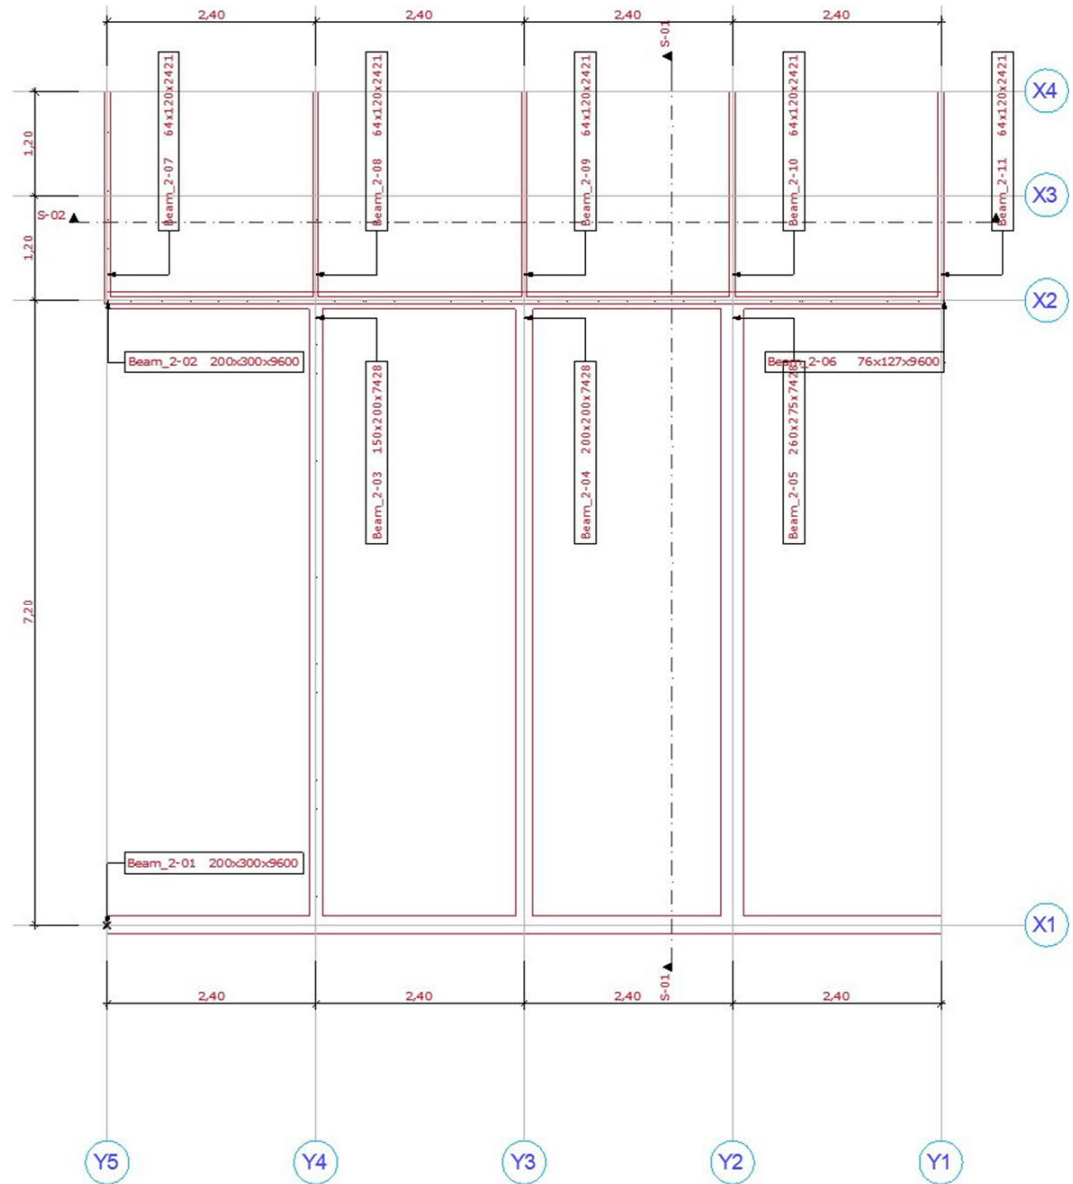 2,40
2,40
2,40
2,40
S-01
Beam_2-07 64x120x2421
Beam_2-08 64x120x2421
Beam_2-09 64x120x2421
Beam_2-10 64x120x2421
Beam_2-11 64x120x2421
X4
1,20
X3
S-02
1,20
X2
Beam_2-02 200x300x9600
Beam_2-06 76x127x9600
Beam_2-03 150x200x7428
Beam_2-04 200x200x7428
Beam_2-05 260x275x7428
7,20
Beam_2-01 200x300x9600
X1
S-01
2,40
2,40
2,40
2,40
Y5
Y4
Y3
Y2
Y1